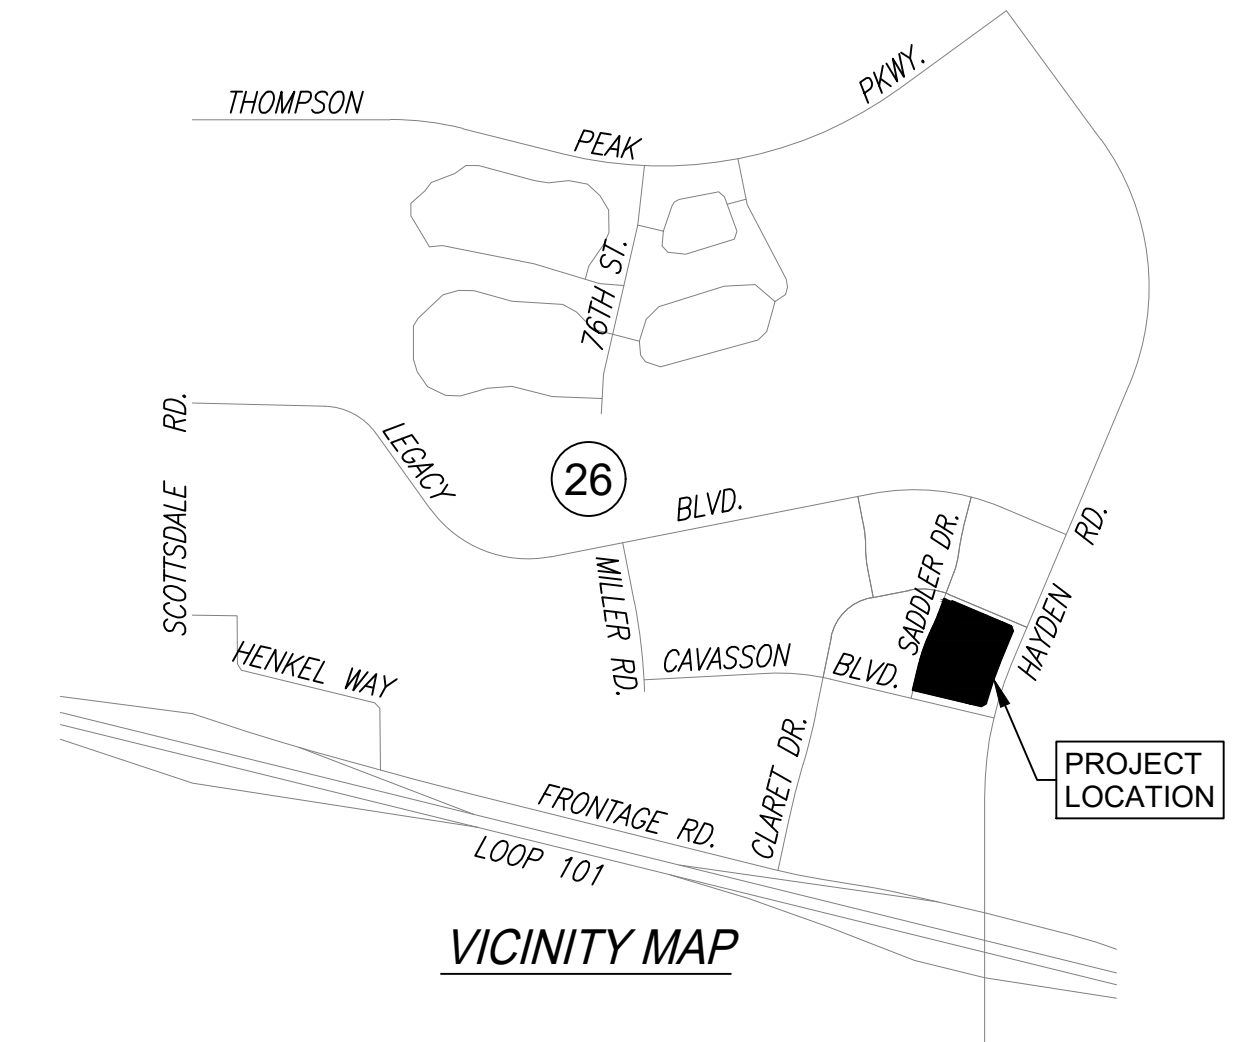 THOMPSON
PEAK
PKWY.
76TH ST.
SCOTTSDALE RD.
LEGACY
26
BLVD.
SADDLER DR.
HAYDEN RD.
MILLER RD.
HENKEL WAY
CAVASSON
BLVD.
CLARET DR.
PROJECT
LOCATION
FRONTAGE RD.
LOOP 101
VICINITY MAP